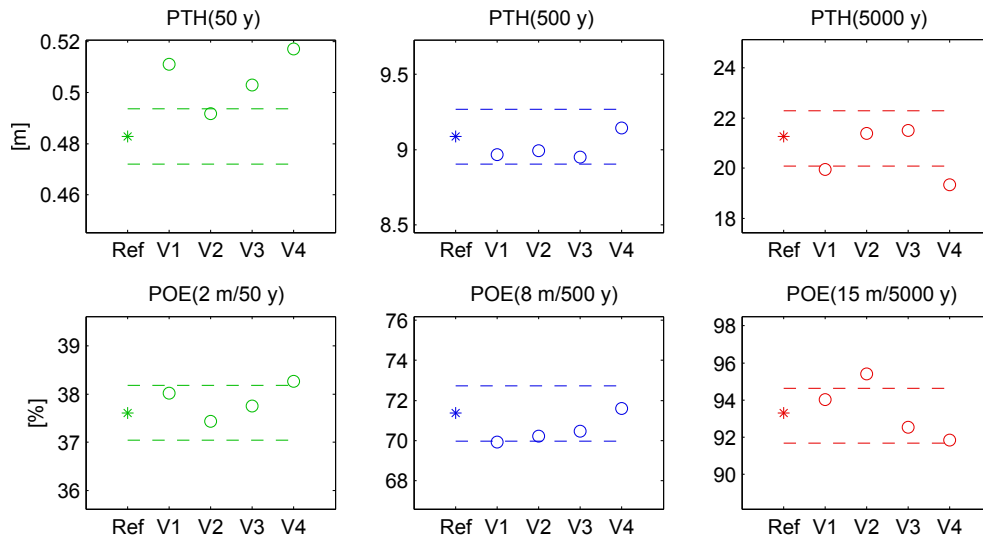 PTH(50 y)
PTH(500 y)
PTH(5000 y)
[m]
0.52
0.5
0.48
0.46
9.5
9
8.5
24
22
20
18
Ref V1 V2 V3 V4
Ref V1 V2 V3 V4
Ref V1 V2 V3 V4
POE(2 m/50 y)
POE(8 m/500 y)
POE(15 m/5000 y)
[%]
39
38
37
36
76
74
72
70
68
98
96
94
92
90
Ref V1 V2 V3 V4
Ref V1 V2 V3 V4
Ref V1 V2 V3 V4